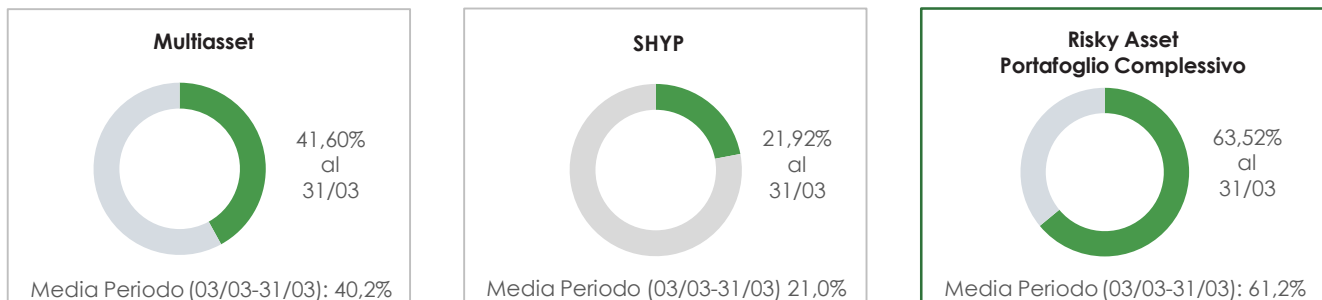 Multiasset
41,60%
al
31/03
Media Periodo (03/03-31/03): 40,2%
SHYP
21,92%
al
31/03
Media Periodo (03/03-31/03) 21,0%
Risky Asset
Portafoglio Complessivo
63,52%
al
31/03
Media Periodo (03/03-31/03): 61,2%